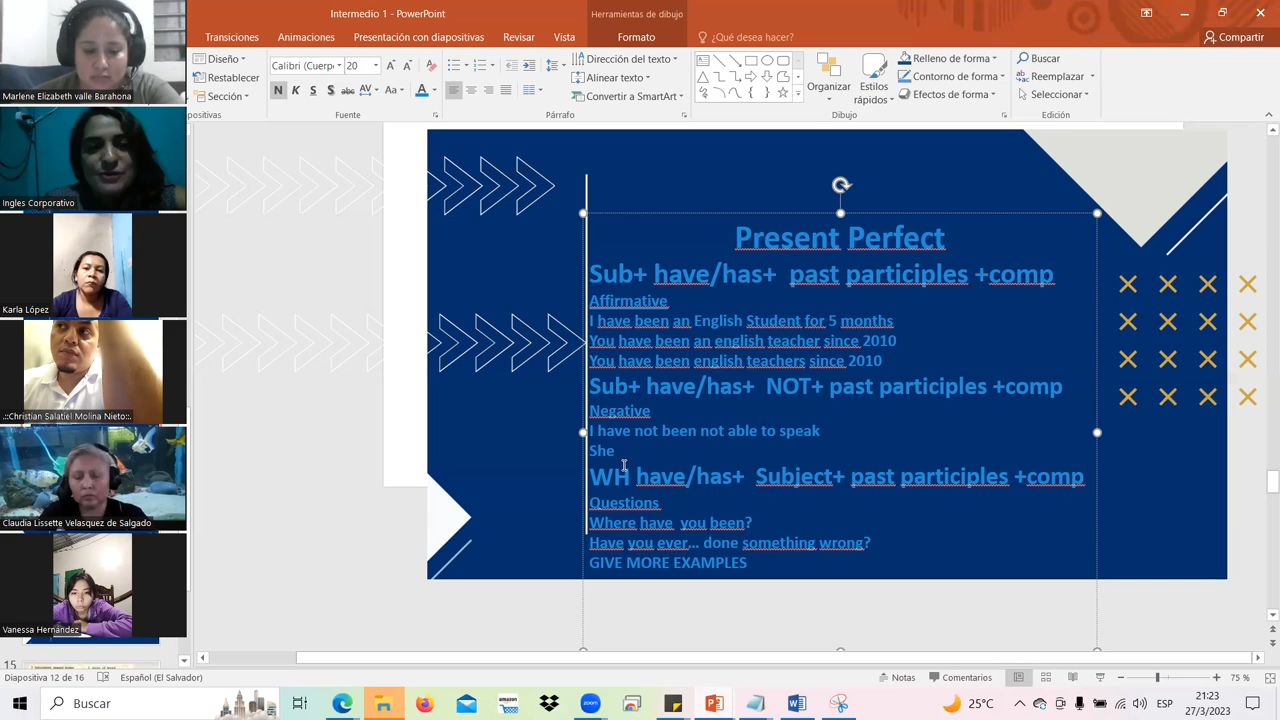 Intermedio 1 - PowerPoint
Herramientas de dibujo
Animaciones
Presentación con diapositivas
Revisar
Vista
Formato
¿Qué desea hacer?
Compartir
Diseño
Restablecer
Sección
Calibri (Cuerp
20
Dirección del texto
Alinear texto
Convertir a SmartArt
Organizar
Estilos
rápidos
Relleno de forma
Contorno de forma
Efectos de forma
Buscar
Reemplazar
Seleccionar
N K S S abc AV Aa A
positivas
Fuente
Párrafo
Dibujo
Edición
Marlene Elizabeth valle Barahona
Ingles Corporativo
Karla López
.::Christian Salatiel Molina Nieto::.
Claudia Lissette Velasquez de Salgado
Vanessa Hernández
Present Perfect
Sub+ have/has+ past participles +comp
Affirmative
I have been an English Student for 5 months
You have been an english teacher since 2010
You have been english teachers since 2010
Sub+ have/has+ NOT+ past participles +comp
Negative
I have not been not able to speak
She
WH have/has+ Subject+ past participles +comp
Questions
Where have you been?
Have you ever... done something wrong?
GIVE MORE EXAMPLES
15
Diapositiva 12 de 16
Español (El Salvador)
Notas
Comentarios
75 %
Buscar
zoom
25°C
ESP
21:23
27/3/2023